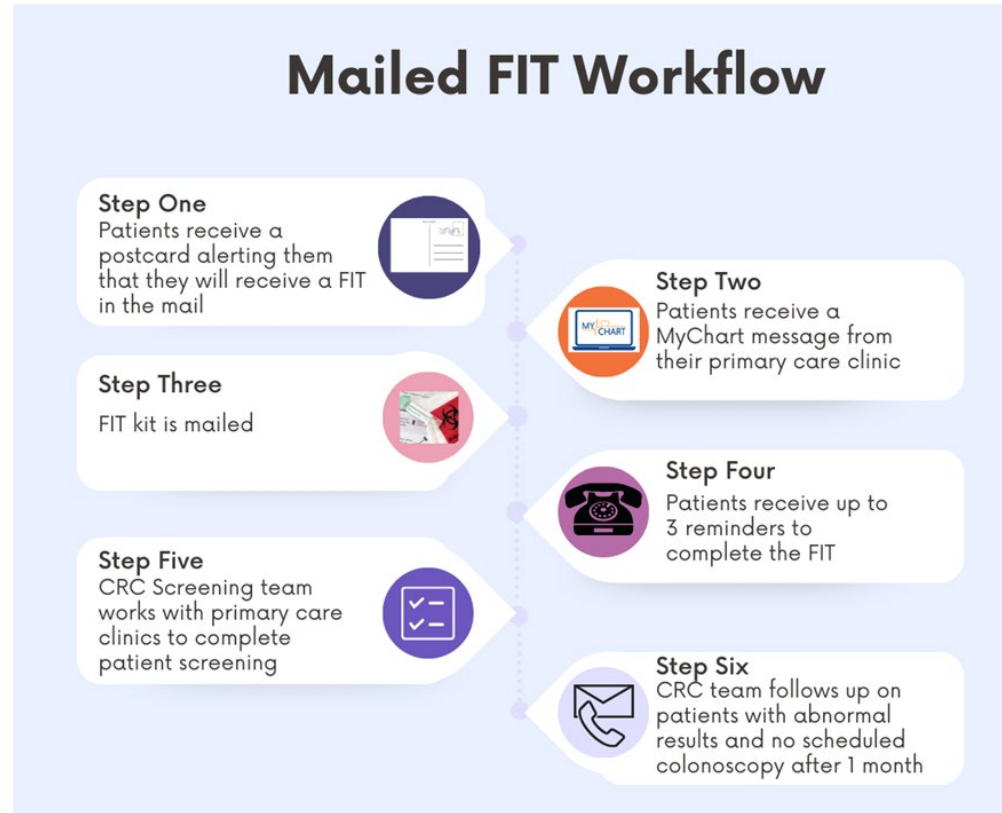 Mailed FIT Workflow
Step One
Patients receive a
postcard alerting them
that they will receive a FIT
in the mail
Step Two
Patients receive a
MyChart message from
their primary care clinic
MY CHART
Step Three
FIT kit is mailed
Step Four
Patients receive up to
3 reminders to
complete the FIT
Step Five
CRC Screening team
works with primary care
clinics to complete
patient screening
Step Six
CRC team follows up on
patients with abnormal
results and no scheduled
colonoscopy after 1 month